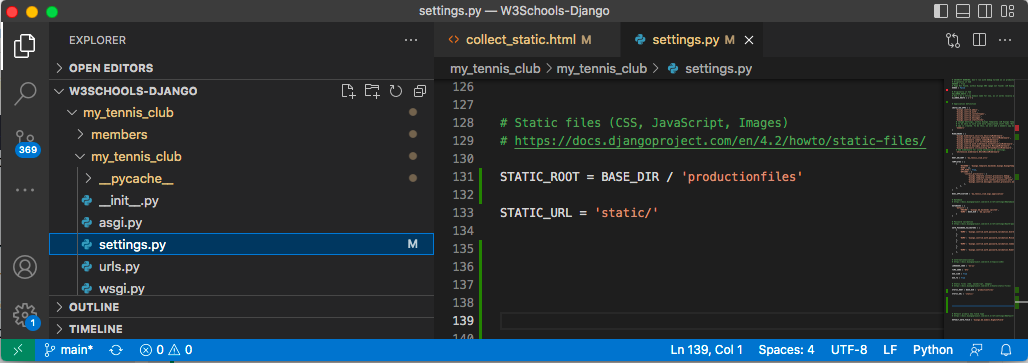 settings.py — W3Schools-Django
EXPLORER
OPEN EDITORS
W3SCHOOLS-DJANGO
my_tennis_club
members
my_tennis_club
__pycache__
__init__.py
asgi.py
settings.py M
urls.py
wsgi.py
OUTLINE
TIMELINE
369
1
collect_static.html M
settings.py M
my_tennis_club > my_tennis_club > settings.py
126
127
128 # Static files (CSS, JavaScript, Images)
129 # https://docs.djangoproject.com/en/4.2/howto/static-files/
130
131 STATIC_ROOT = BASE_DIR / 'productionfiles'
132
133 STATIC_URL = 'static/'
134
135
136
137
138
139
140
main* 0 0 Ln 139, Col 1 Spaces: 4 UTF-8 LF Python